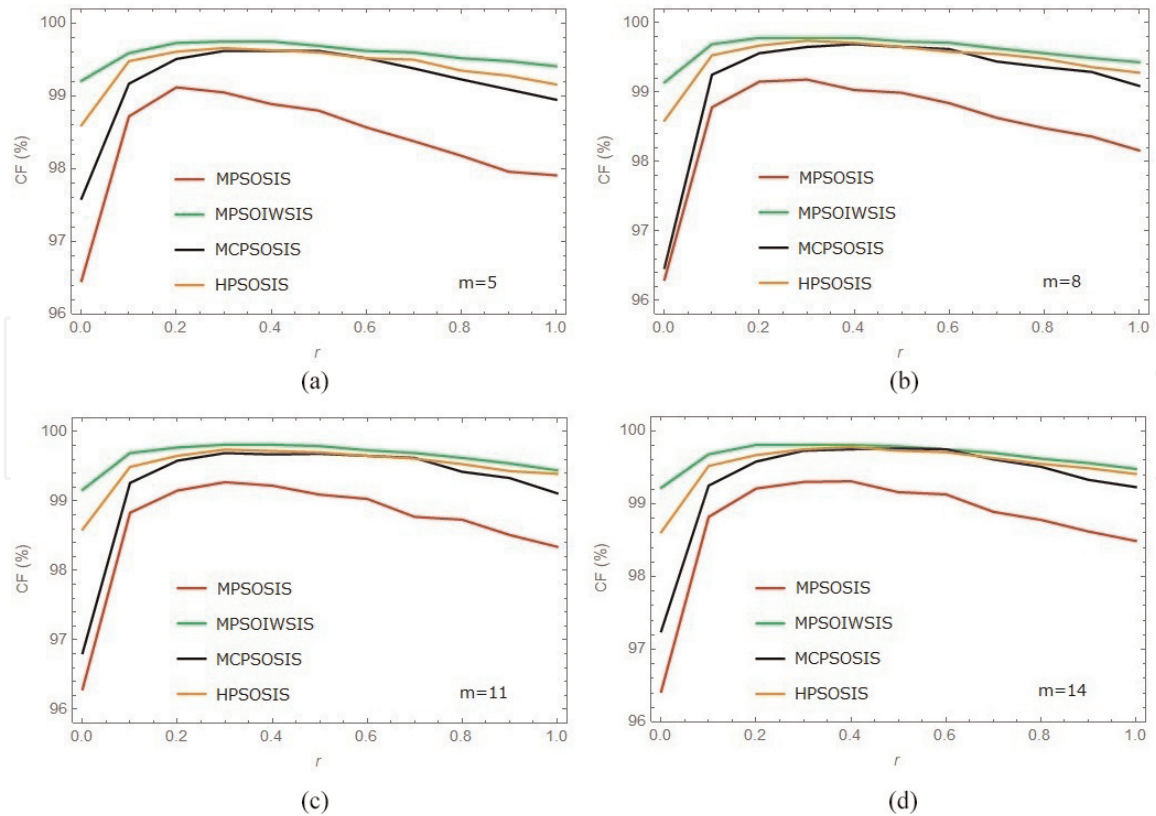 100
99
98
97
96
CF (%)
MPSOSIS
MPSOIWSIS
MCPSOSIS
HPSOSIS
m=5
0.0 0.2 0.4 0.6 0.8 1.0
r
(a)
100
99
98
97
96
CF (%)
MPSOSIS
MPSOIWSIS
MCPSOSIS
HPSOSIS
m=8
0.0 0.2 0.4 0.6 0.8 1.0
r
(b)
100
99
98
97
96
CF (%)
MPSOSIS
MPSOIWSIS
MCPSOSIS
HPSOSIS
m=11
0.0 0.2 0.4 0.6 0.8 1.0
r
(c)
100
99
98
97
96
CF (%)
MPSOSIS
MPSOIWSIS
MCPSOSIS
HPSOSIS
m=14
0.0 0.2 0.4 0.6 0.8 1.0
r
(d)